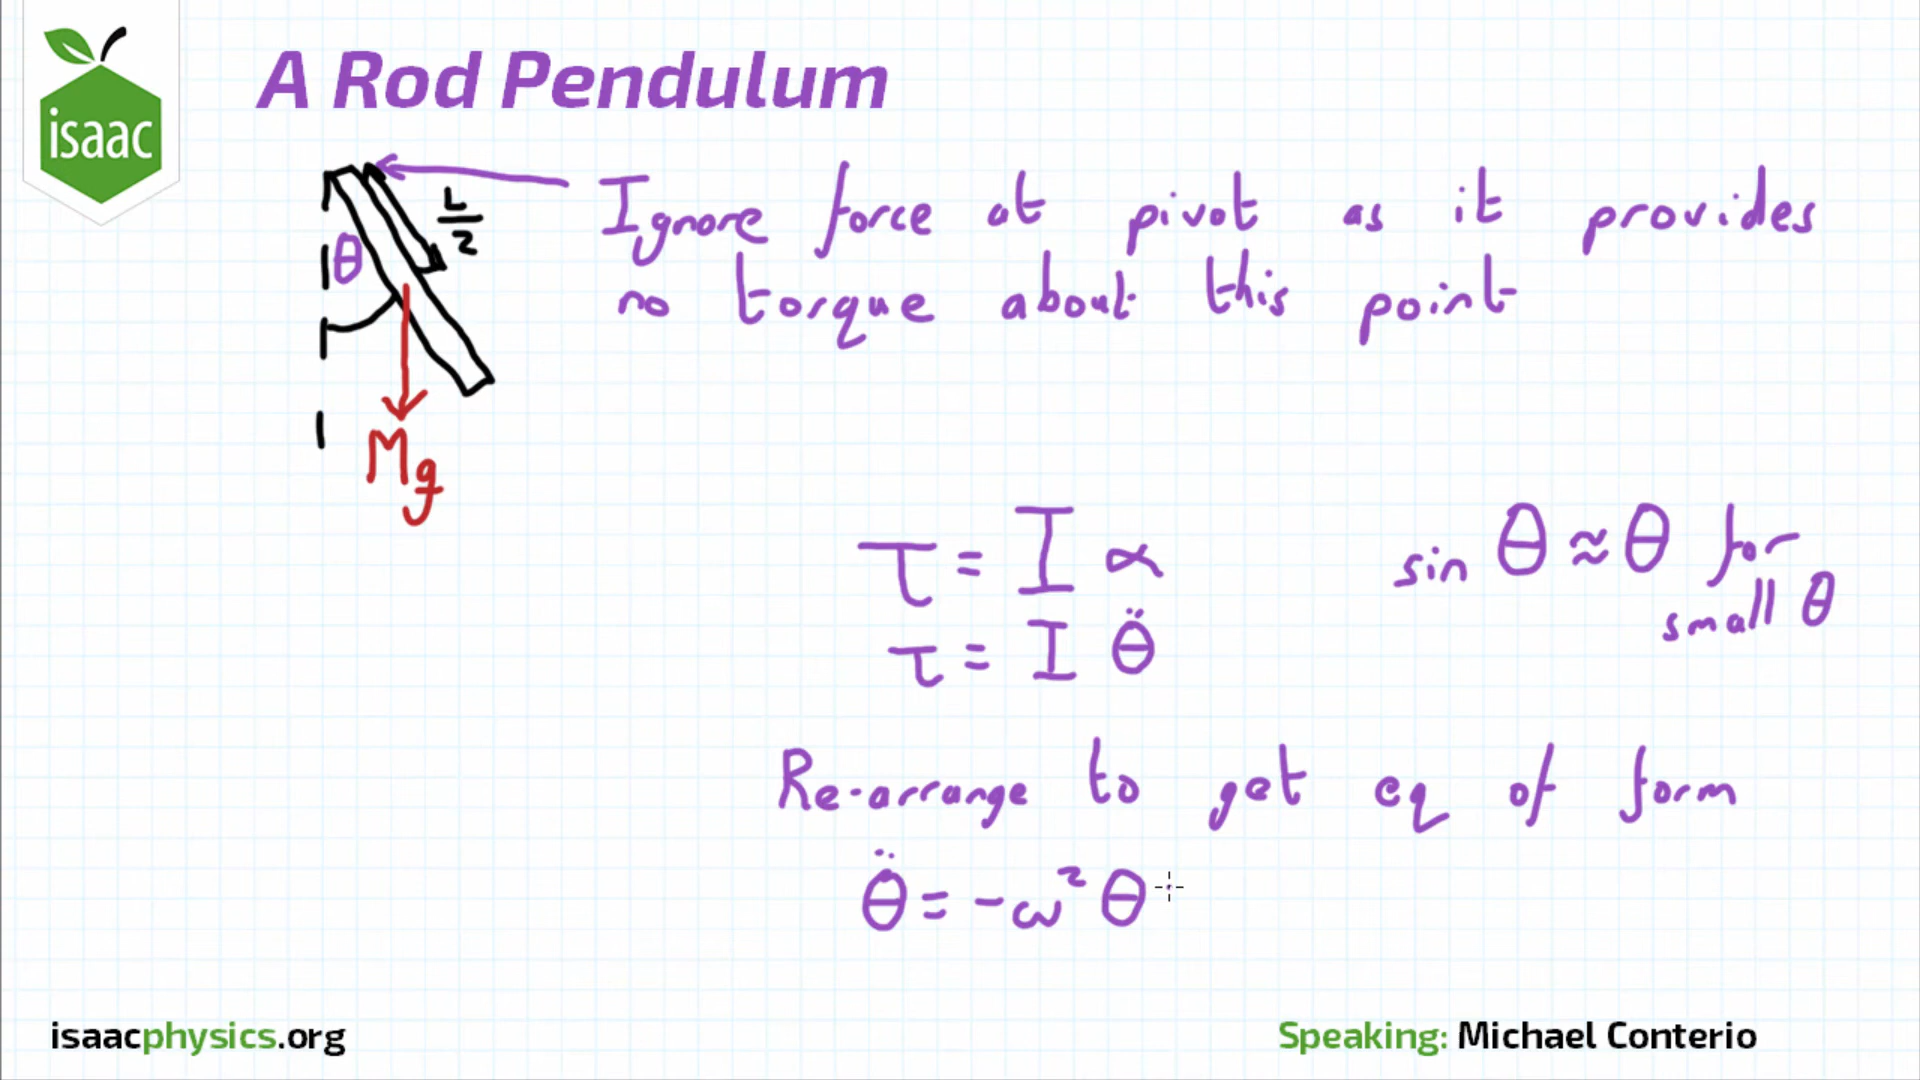 isaac
A Rod Pendulum
Ignore force at pivot as it provides
no torque about this point
θ
L/2
Mg
τ = I α
τ = I θ̈
sin θ ≈ θ for
small θ
Re-arrange to get eq of form
θ̈ = -ω² θ
isaacphysics.org
Speaking: Michael Conterio